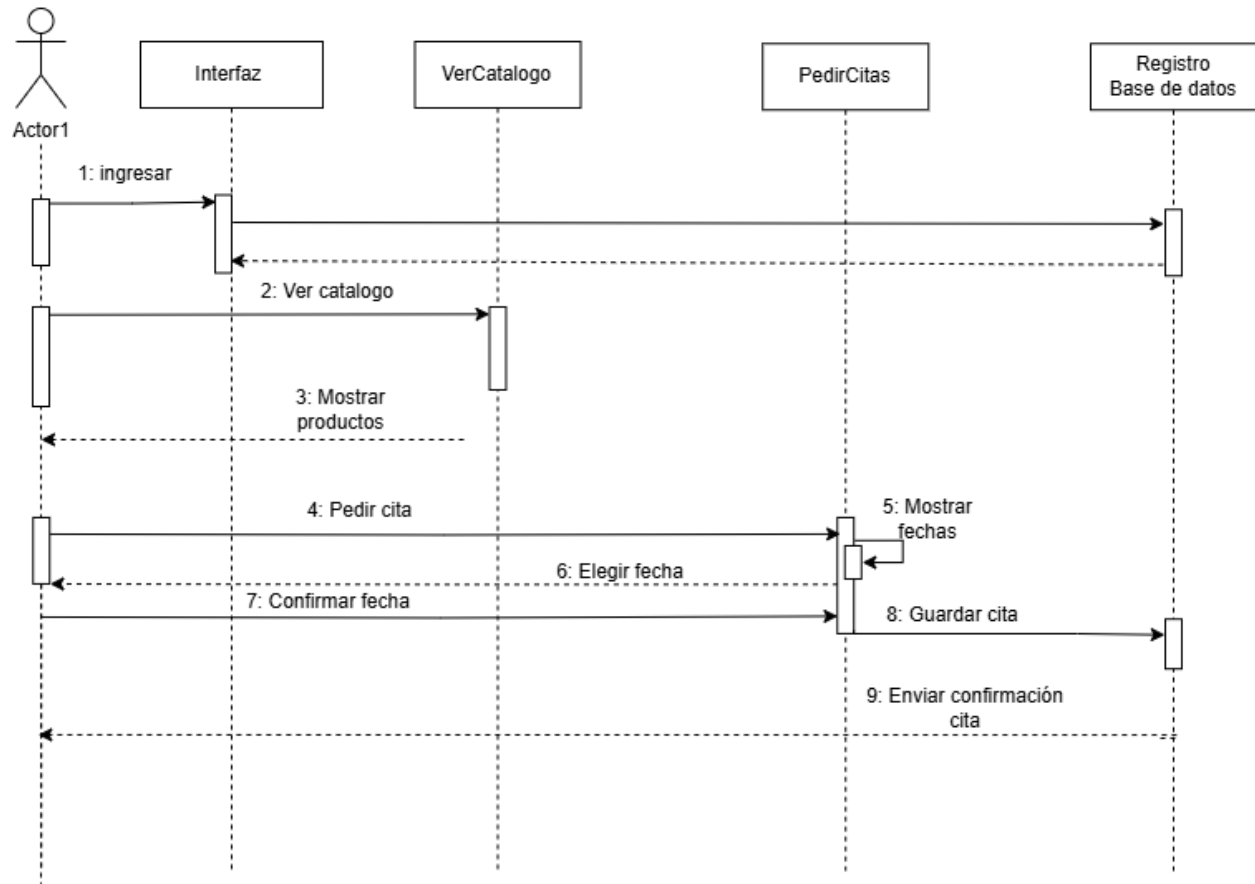 Actor1
Interfaz
VerCatalogo
PedirCitas
Registro
Base de datos
1: ingresar
2: Ver catalogo
3: Mostrar
productos
4: Pedir cita
5: Mostrar
fechas
6: Elegir fecha
7: Confirmar fecha
8: Guardar cita
9: Enviar confirmación
cita